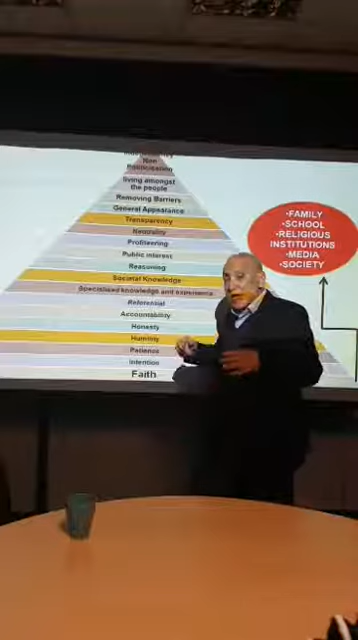 Non
Politicisation
living amongst
the people
Removing Barriers
General Appearance
Transparency
Neutrality
Profiteering
Public interest
Reasoning
Societal Knowledge
Specialised knowledge and experience
Referential
Accountability
Honesty
Humility
Patience
Intention
Faith
•FAMILY
•SCHOOL
•RELIGIOUS
INSTITUTIONS
•MEDIA
•SOCIETY